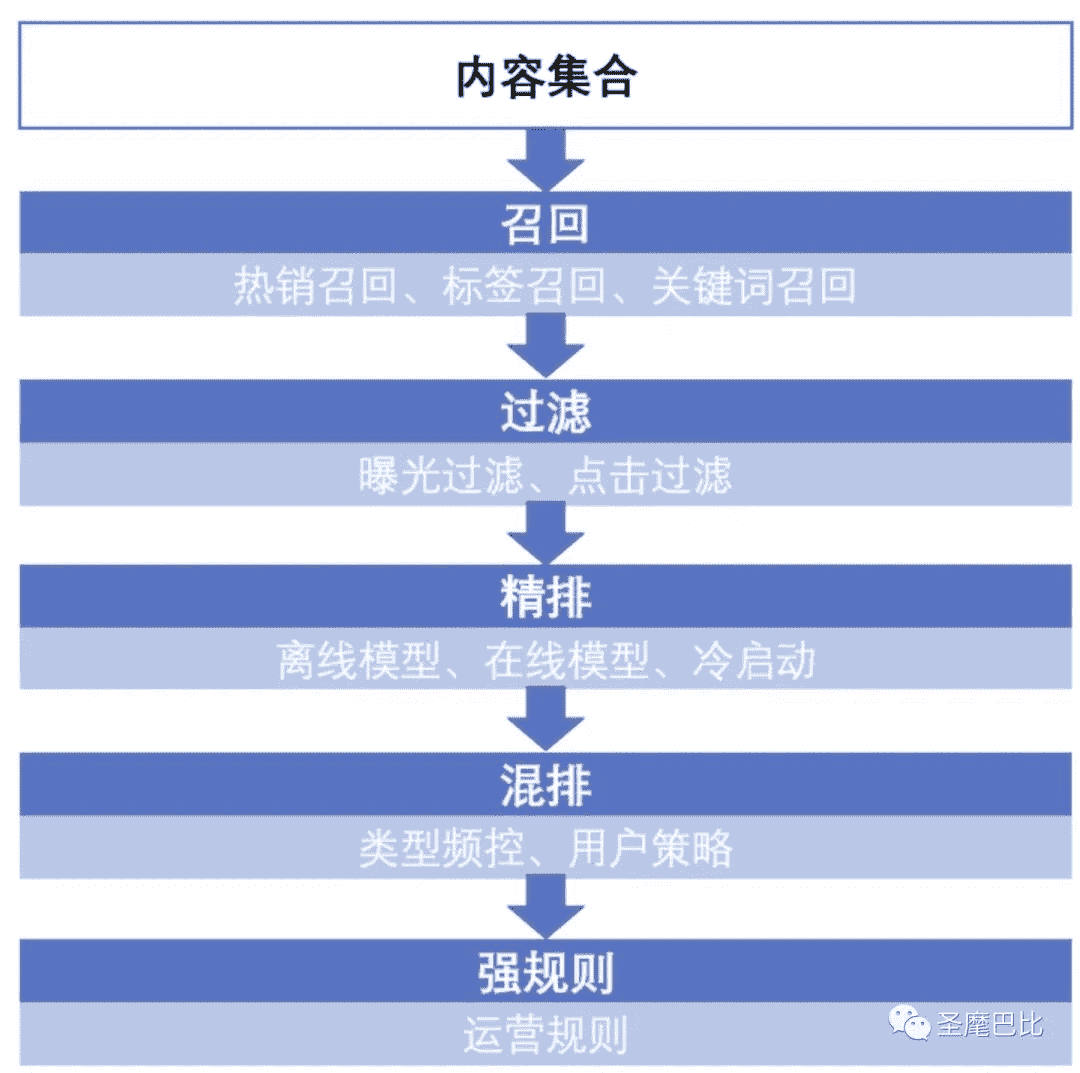 内容集合
召回
热销召回、标签召回、关键词召回
过滤
曝光过滤、点击过滤
精排
离线模型、在线模型、冷启动
混排
类型频控、用户策略
强规则
运营规则
圣麾巴比